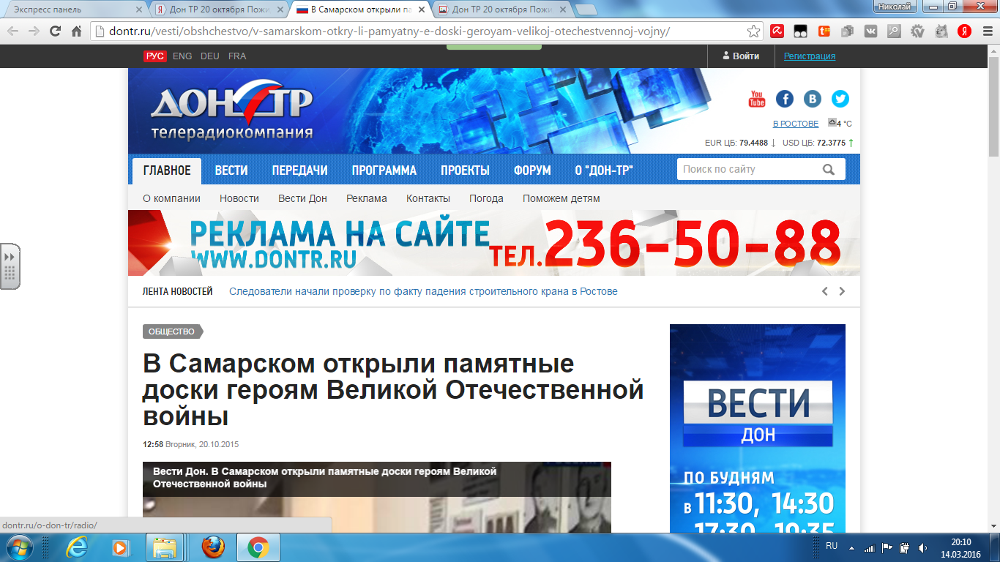 Экспресс панель
Дон ТР 20 октября Пожи
В Самарском открыли па
Дон ТР 20 октября Пожи
Николай
dontr.ru/vesti/obshchestvo/v-samarskom-otkry-li-pamyatny-e-doski-geroyam-velikoj-otechestvennoj-vojny/
РУС ENG DEU FRA
Войти
Регистрация
ДОН ТР
телерадиокомпания
You Tube
В РОСТОВЕ 4 °C
EUR ЦБ: 79.4488 ↓ USD ЦБ: 72.3775 ↑
ГЛАВНОЕ ВЕСТИ ПЕРЕДАЧИ ПРОГРАММА ПРОЕКТЫ ФОРУМ О "ДОН-ТР"
Поиск по сайту
О компании Новости Вести Дон Реклама Контакты Погода Поможем детям
РЕКЛАМА НА САЙТЕ
WWW.DONTR.RU
ТЕЛ. 236-50-88
ЛЕНТА НОВОСТЕЙ Следователи начали проверку по факту падения строительного крана в Ростове
ОБЩЕСТВО
В Самарском открыли памятные
доски героям Великой Отечественной
войны
12:58 Вторник, 20.10.2015
Вести Дон. В Самарском открыли памятные доски героям Великой
Отечественной войны
ВЕСТИ
ДОН
ПО БУДНЯМ
в 11:30, 14:30
17:30, 19:35
dontr.ru/o-don-tr/radio/
RU
20:10
14.03.2016